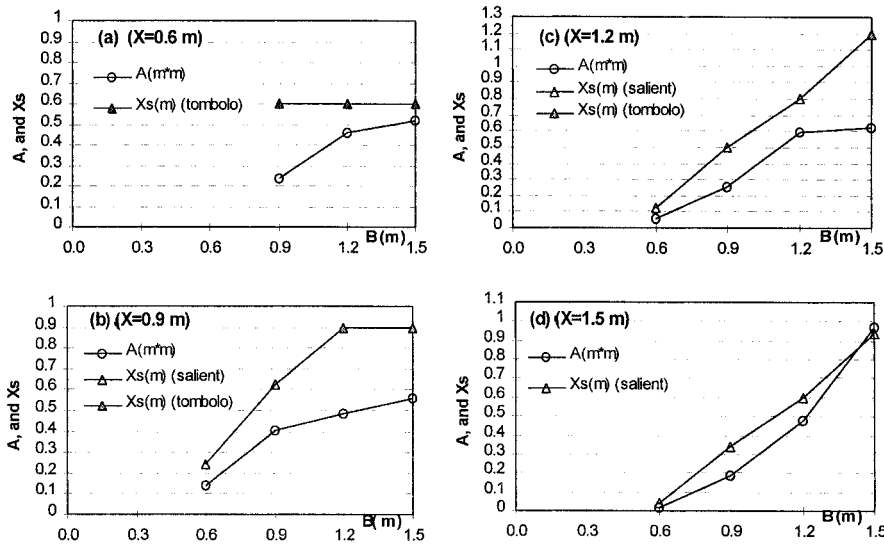 (a) (X=0.6 m)
A(m*m)
Xs(m) (tombolo)
A, and Xs
1
0.9
0.8
0.7
0.6
0.5
0.4
0.3
0.2
0.1
0
0.0 0.3 0.6 0.9 1.2 1.5
B(m)
(c) (X=1.2 m)
A(m*m)
Xs(m) (salient)
Xs(m) (tombolo)
A, and Xs
1.3
1.2
1.1
1
0.9
0.8
0.7
0.6
0.5
0.4
0.3
0.2
0.1
0
0.0 0.3 0.6 0.9 1.2 1.5
B(m)
(b) (X=0.9 m)
A(m*m)
Xs(m) (salient)
Xs(m) (tombolo)
A, and Xs
1
0.9
0.8
0.7
0.6
0.5
0.4
0.3
0.2
0.1
0
0.0 0.3 0.6 0.9 1.2 1.5
B(m)
(d) (X=1.5 m)
A(m*m)
Xs(m) (salient)
A, and Xs
1.1
1
0.9
0.8
0.7
0.6
0.5
0.4
0.3
0.2
0.1
0
0.0 0.3 0.6 0.9 1.2 1.5
B(m)